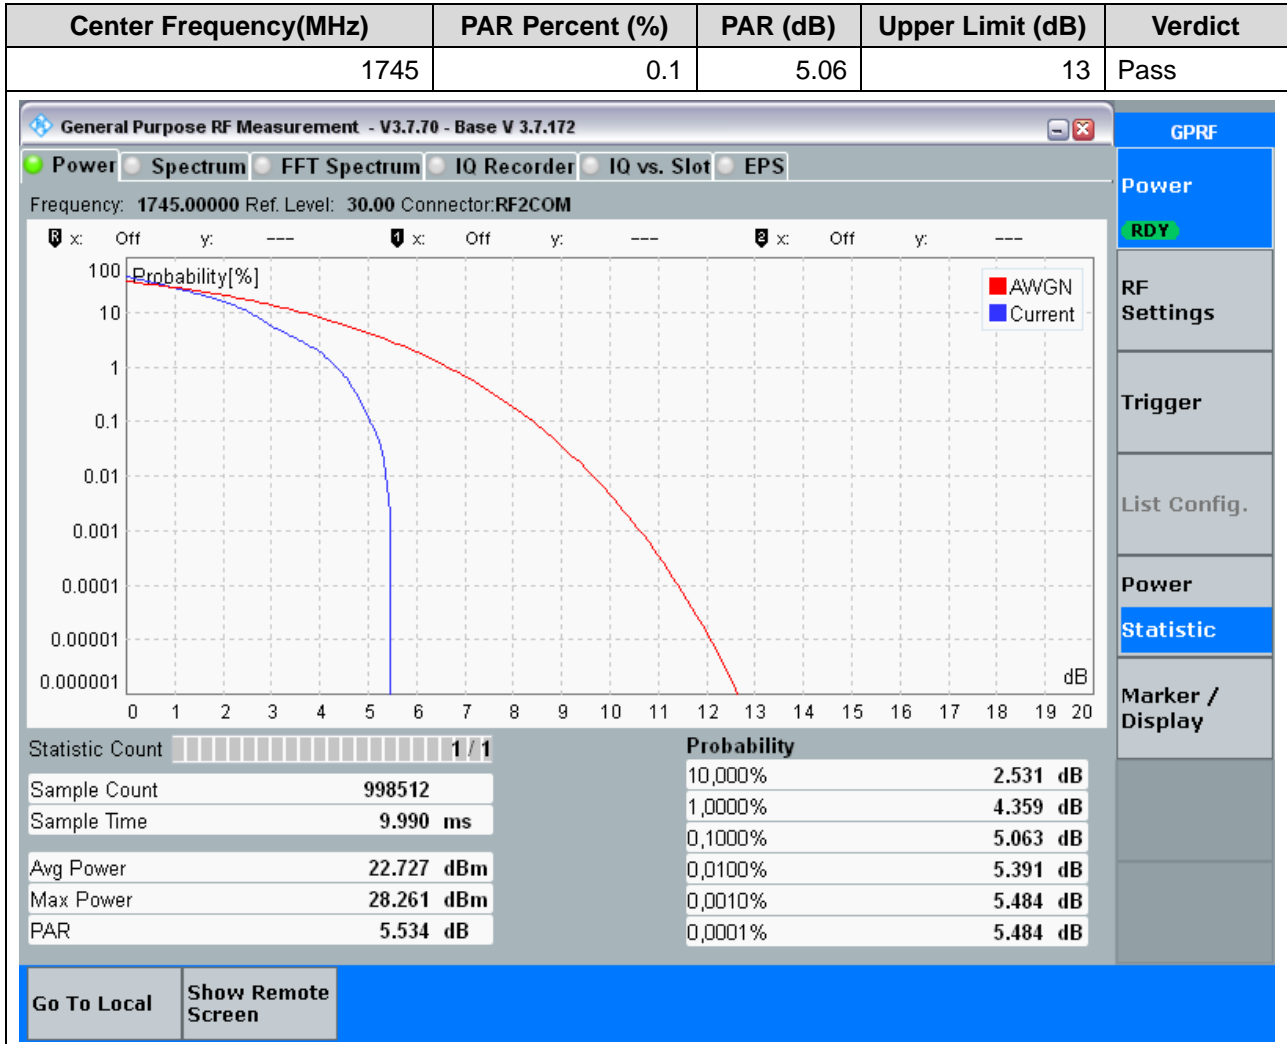 Center Frequency(MHz) PAR Percent (%) PAR (dB) Upper Limit (dB) Verdict
1745 0.1 5.06 13 Pass
General Purpose RF Measurement - V3.7.70 - Base V 3.7.172
GPRF
Power Spectrum FFT Spectrum IQ Recorder IQ vs. Slot EPS
Power
RDY
Frequency: 1745.00000 Ref. Level: 30.00 Connector:RF2COM
R x: Off y: --- 1 x: Off y: --- 2 x: Off y: ---
Probability[%]
AWGN
Current
100
10
1
0.1
0.01
0.001
0.0001
0.00001
0.000001
dB
0 1 2 3 4 5 6 7 8 9 10 11 12 13 14 15 16 17 18 19 20
RF
Settings
Trigger
List Config.
Power
Statistic
Marker /
Display
Statistic Count 1 / 1
Sample Count 998512
Sample Time 9.990 ms
Avg Power 22.727 dBm
Max Power 28.261 dBm
PAR 5.534 dB
Probability
10,000% 2.531 dB
1,0000% 4.359 dB
0,1000% 5.063 dB
0,0100% 5.391 dB
0,0010% 5.484 dB
0,0001% 5.484 dB
Go To Local
Show Remote
Screen